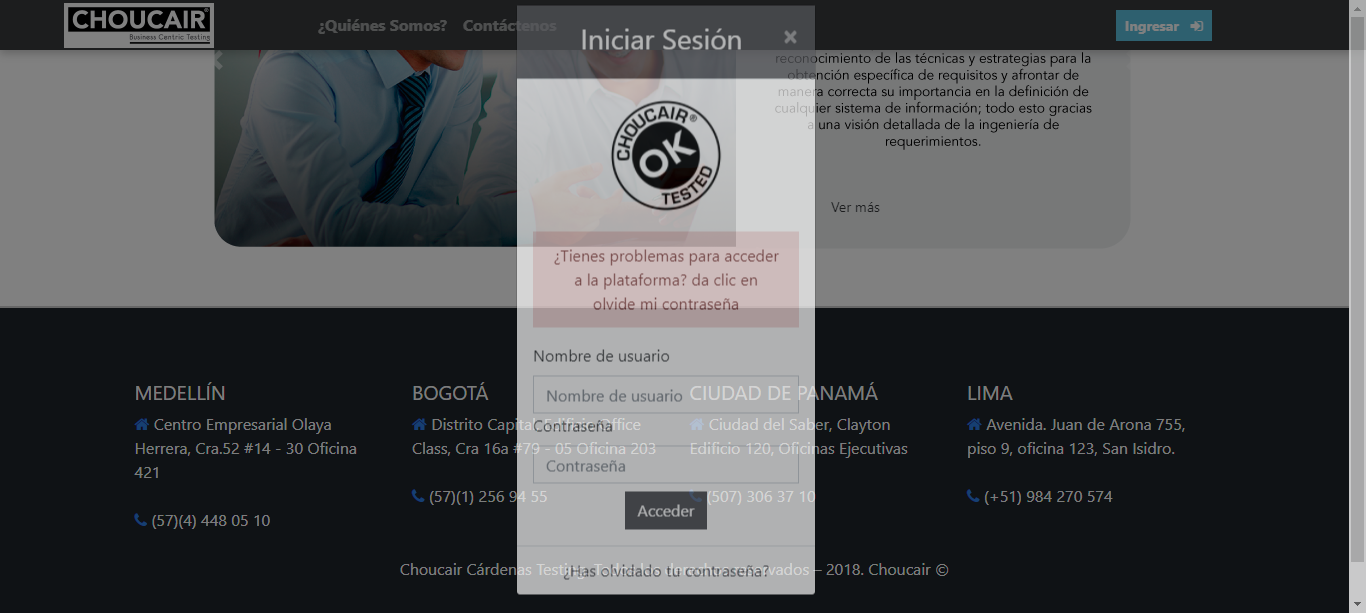 CHOUCAIR®
Business Centric Testing
¿Quiénes Somos? Contáctenos
Ingresar
Iniciar Sesión
×
reconocimiento de las técnicas y estrategias para la
obtención específica de requisitos y afrontar de
manera correcta su importancia en la definición de
cualquier sistema de información; todo esto gracias
a una visión detallada de la ingeniería de
requerimientos.
Ver más
CHOUCAIR®
OK
TESTED
¿Tienes problemas para acceder
a la plataforma? da clic en
olvide mi contraseña
Nombre de usuario
Nombre de usuario
Contraseña
Contraseña
Acceder
¿Has olvidado tu contraseña?
MEDELLÍN
Centro Empresarial Olaya
Herrera, Cra.52 #14 - 30 Oficina
421
(57)(4) 448 05 10
BOGOTÁ
Distrito Capital, Edificio Office
Class, Cra 16a #79 - 05 Oficina 203
(57)(1) 256 94 55
CIUDAD DE PANAMÁ
Ciudad del Saber, Clayton
Edificio 120, Oficinas Ejecutivas
(507) 306 37 10
LIMA
Avenida. Juan de Arona 755,
piso 9, oficina 123, San Isidro.
(+51) 984 270 574
Choucair Cárdenas Testing. Todos los derechos reservados – 2018. Choucair ©